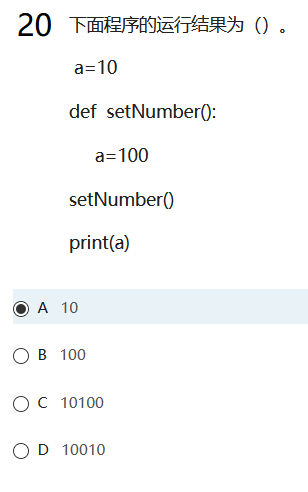 20 下面程序的运行结果为（）。
a=10
def setNumber():
a=100
setNumber()
print(a)
A 10
B 100
C 10100
D 10010